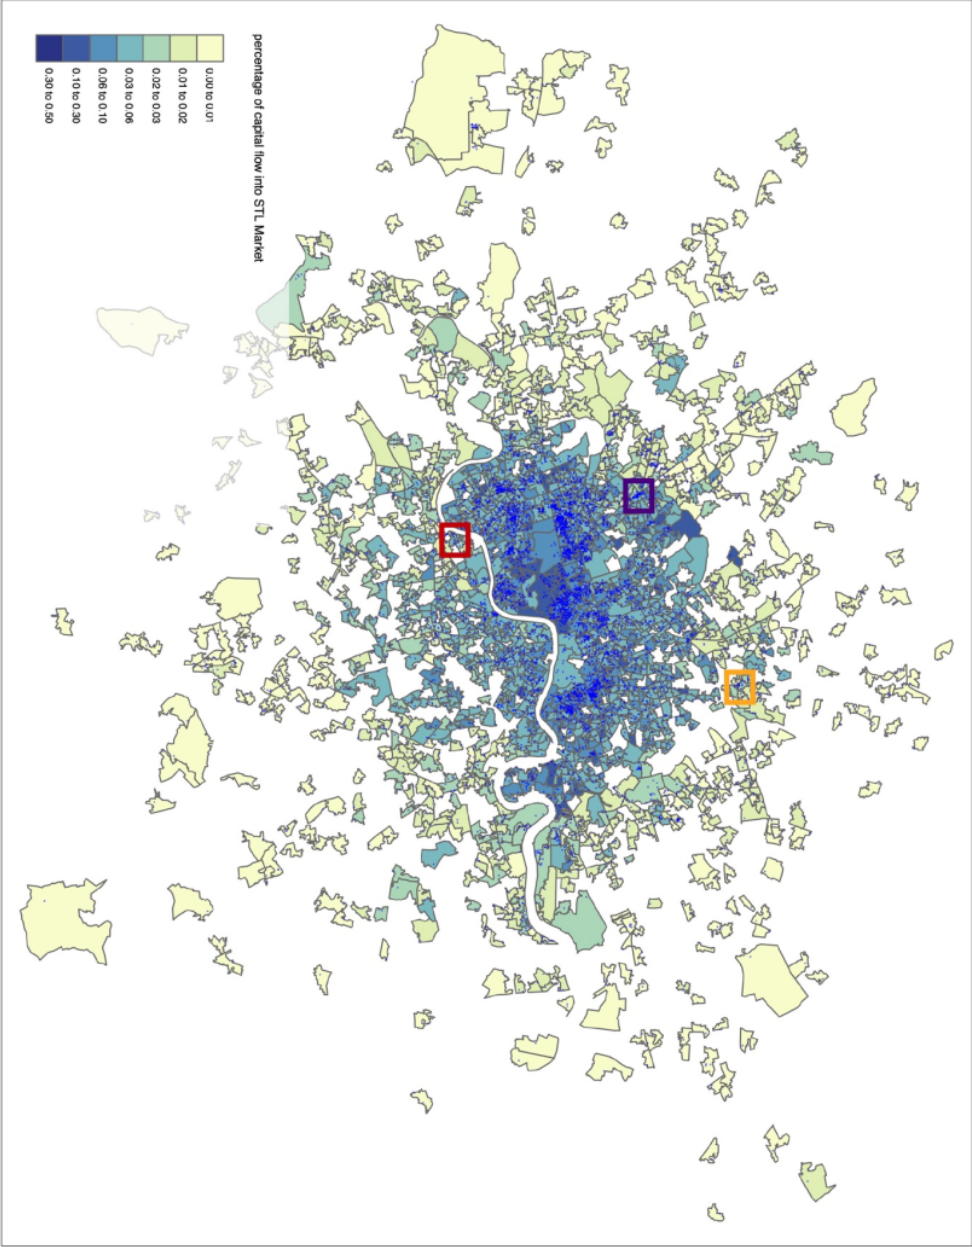 percentage of capital flow into STL Market
0.00 to 0.01
0.01 to 0.02
0.02 to 0.03
0.03 to 0.06
0.06 to 0.10
0.10 to 0.30
0.30 to 0.50